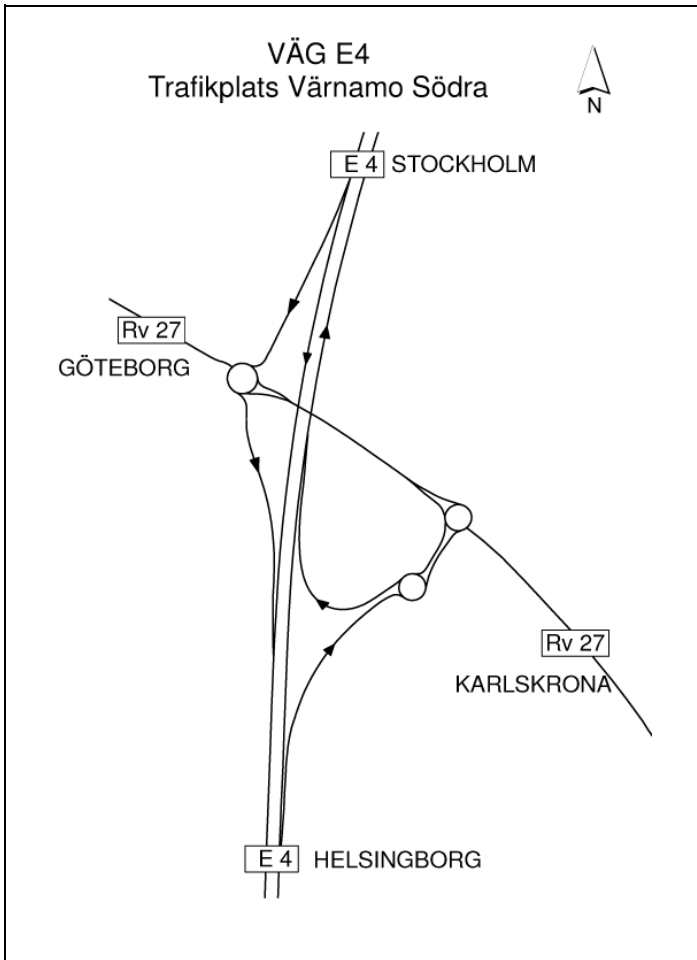 VÄG E4
Trafikplats Värnamo Södra
N
E 4 STOCKHOLM
Rv 27
GÖTEBORG
Rv 27
KARLSKRONA
E 4 HELSINGBORG